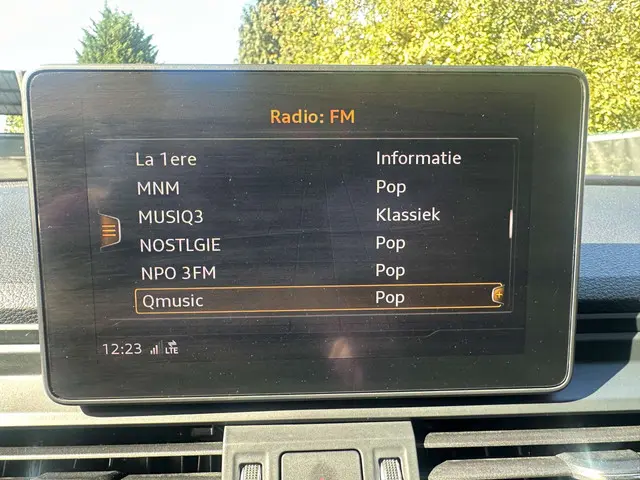 Radio: FM
La 1ere Informatie
MNM Pop
MUSIQ3 Klassiek
NOSTLGIE Pop
NPO 3FM Pop
Qmusic Pop
12:23 LTE